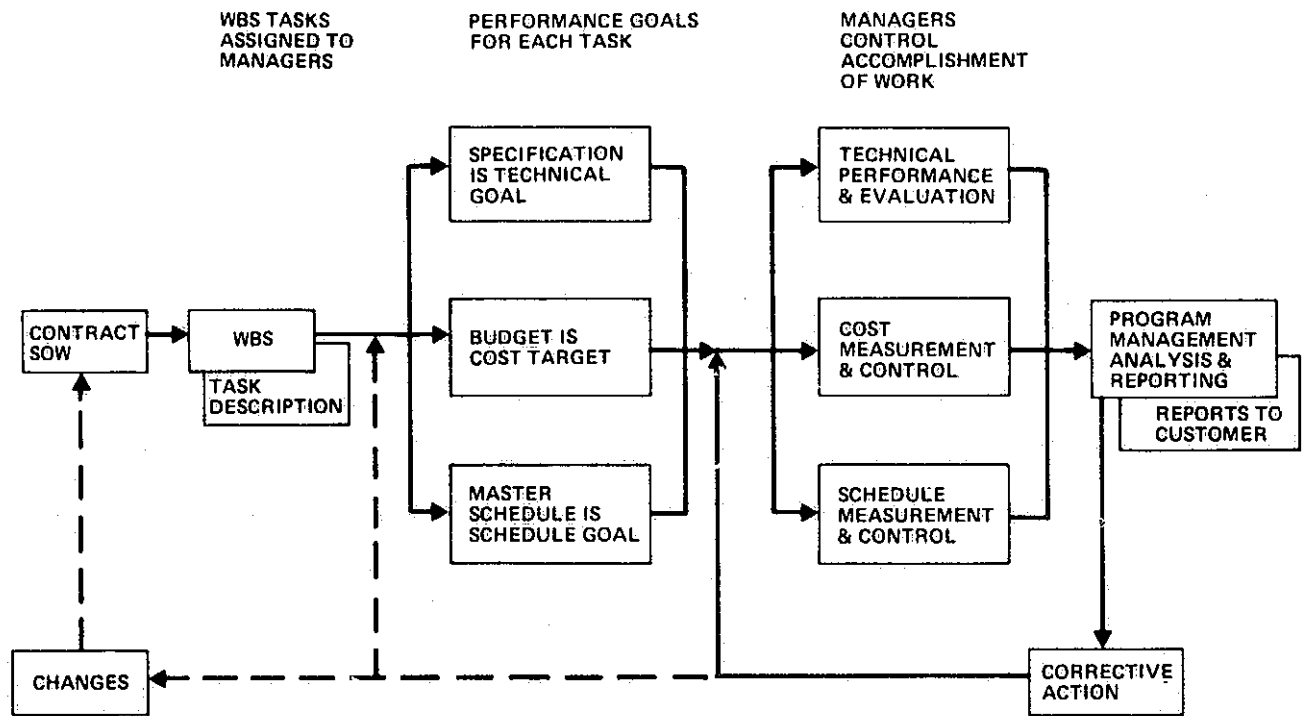 WBS TASKS
ASSIGNED TO
MANAGERS
PERFORMANCE GOALS
FOR EACH TASK
MANAGERS
CONTROL
ACCOMPLISHMENT
OF WORK
SPECIFICATION
IS TECHNICAL
GOAL
TECHNICAL
PERFORMANCE
& EVALUATION
CONTRACT
SOW
WBS
TASK
DESCRIPTION
BUDGET IS
COST TARGET
COST
MEASUREMENT
& CONTROL
PROGRAM
MANAGEMENT
ANALYSIS &
REPORTING
REPORTS TO
CUSTOMER
MASTER
SCHEDULE IS
SCHEDULE GOAL
SCHEDULE
MEASUREMENT
& CONTROL
CHANGES
CORRECTIVE
ACTION